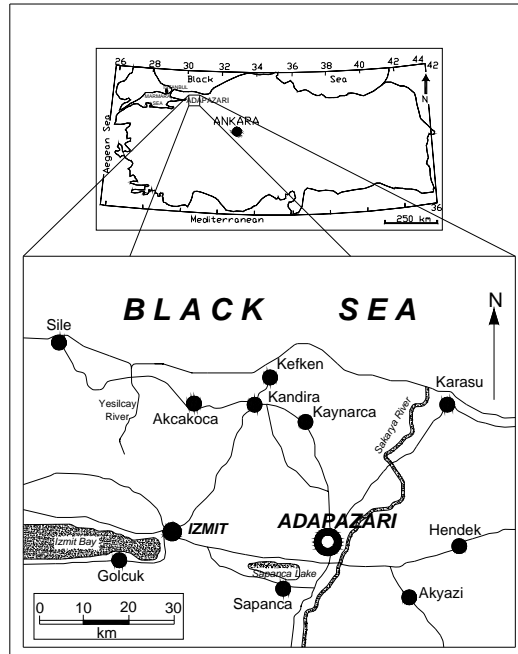 26 28 30 32 34 36 38 40 42 44 42
Black Sea
ISTANBUL
MARMARA
SEA
ADAPAZARI
N
ANKARA
Aegean Sea
Mediterranean
36
250 km
BLACK SEA
N
Sile
Kefken
Yesilcay
River
Akcakoca
Kandira
Kaynarca
Karasu
Sakarya River
IZMIT
ADAPAZARI
Izmit Bay
Hendek
Golcuk
Sapanca Lake
Sapanca
Akyazi
0 10 20 30
km